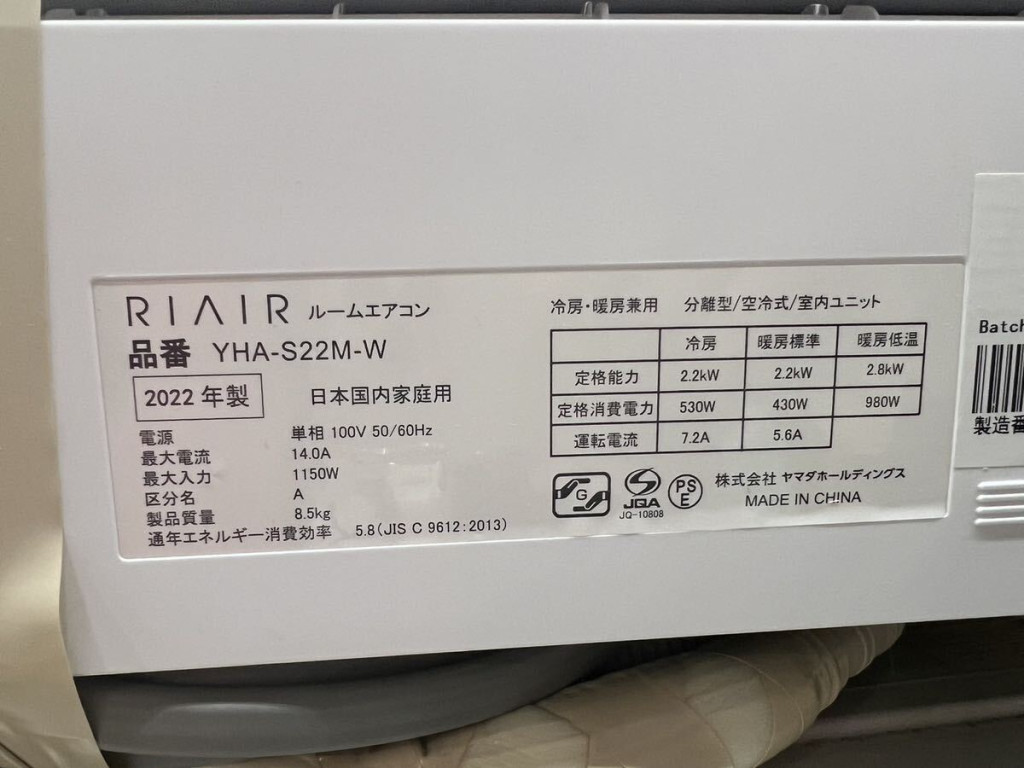 RIAIR ルームエアコン
品番 YHA-S22M-W
2022 年製 日本国内家庭用
電源 単相 100V 50/60Hz
最大電流 14.0A
最大入力 1150W
区分名 A
製品質量 8.5kg
通年エネルギー消費効率 5.8(JIS C 9612:2013)
冷房・暖房兼用 分離型/空冷式/室内ユニット
冷房 暖房標準 暖房低温
定格能力 2.2kW 2.2kW 2.8kW
定格消費電力 530W 430W 980W
運転電流 7.2A 5.6A
G JQA PS E
JQ-10808
株式会社 ヤマダホールディングス
MADE IN CHINA
Batch
製造番